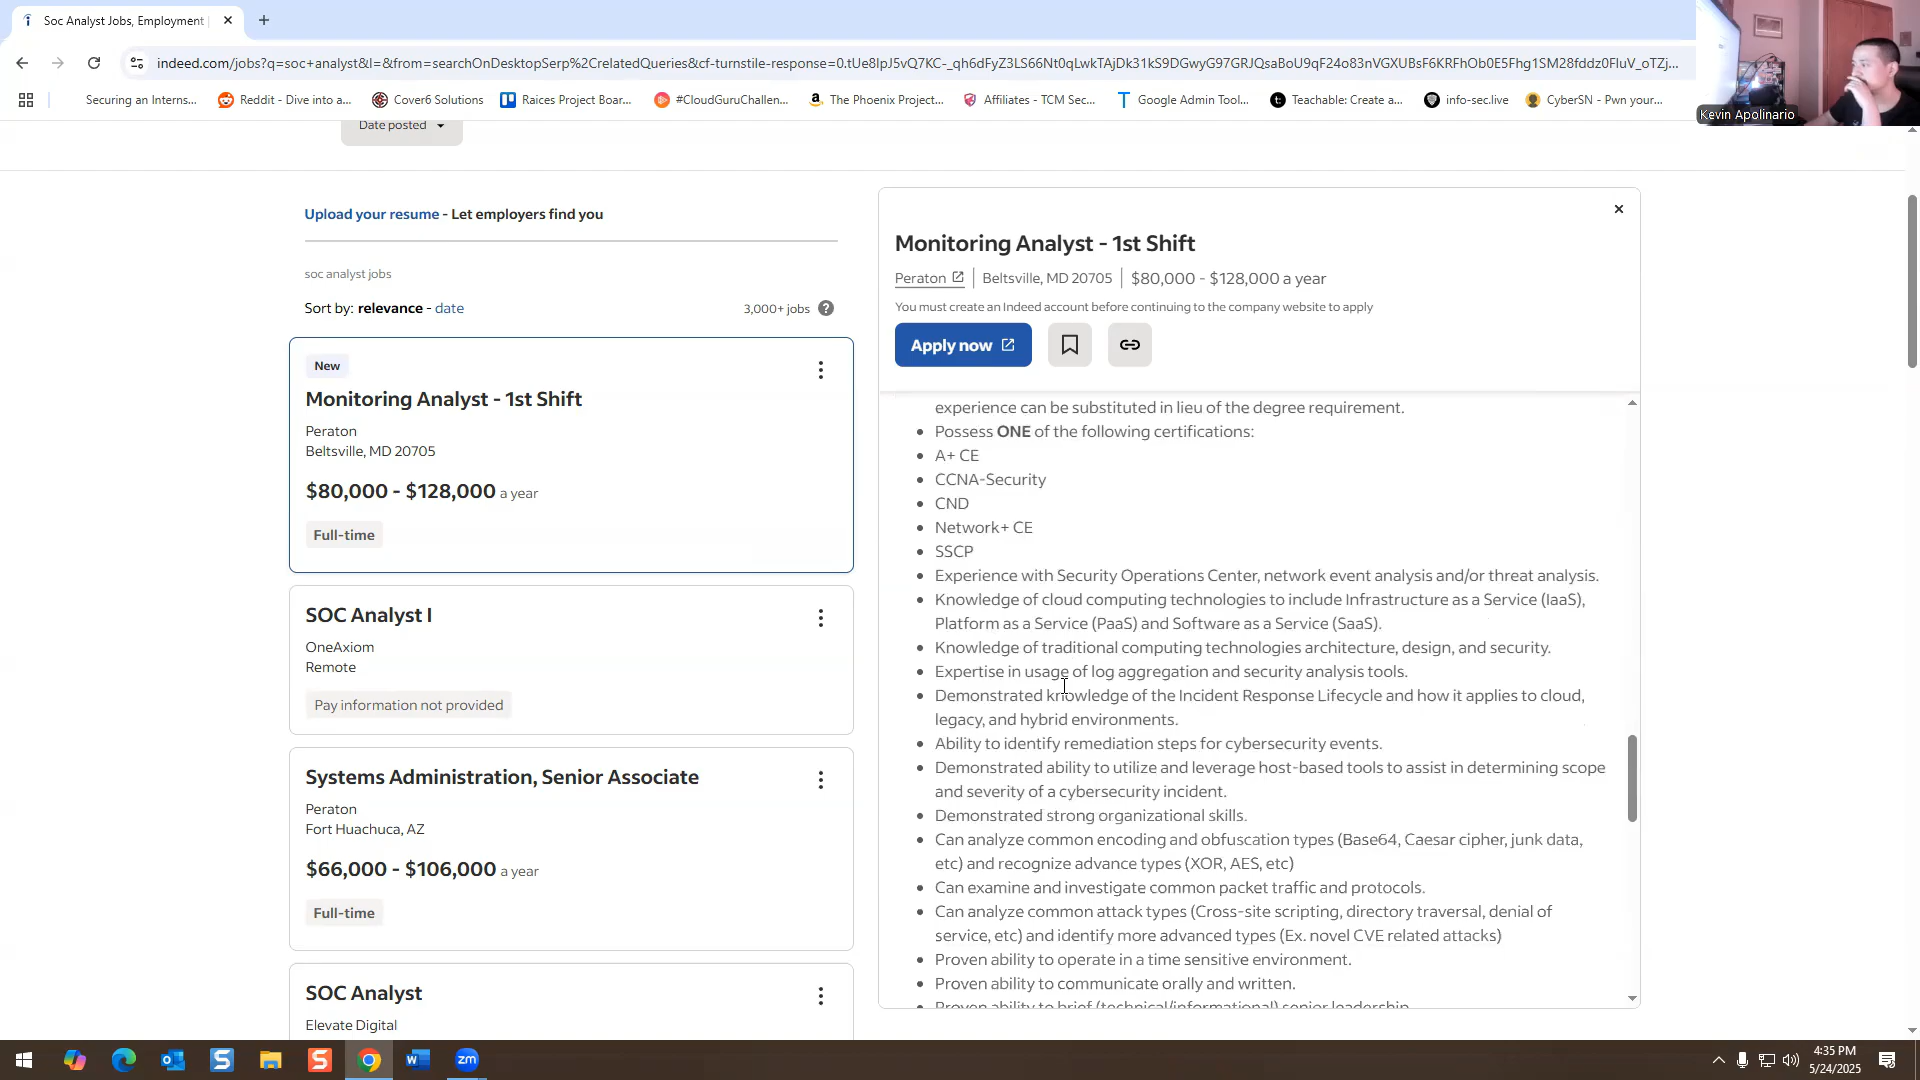 Soc Analyst Jobs, Employment
indeed.com/jobs?q=soc+analyst&l=&from=searchOnDesktopSerp%2CrelatedQueries&cf-turnstile-response=0.tUe8lpJ5vQ7KC-_qh6dFyZ3LS66Nt0qLwkTAjDk31kS9DGwyG97GRJQsaBoU9qF24o83nVGXUBsF6KRFhOb0E5Fhg1SM28fddz0FluV_oTZj...
Securing an Interns...
Reddit - Dive into a...
Cover6 Solutions
Raices Project Boar...
#CloudGuruChallen...
The Phoenix Project...
Affiliates - TCM Sec...
Google Admin Tool...
Teachable: Create a...
info-sec.live
CyberSN - Pwn your...
Kevin Apolinario
Date posted
Upload your resume - Let employers find you
soc analyst jobs
Sort by: relevance - date
3,000+ jobs
New
Monitoring Analyst - 1st Shift
Peraton
Beltsville, MD 20705
$80,000 - $128,000 a year
Full-time
SOC Analyst I
OneAxiom
Remote
Pay information not provided
Systems Administration, Senior Associate
Peraton
Fort Huachuca, AZ
$66,000 - $106,000 a year
Full-time
SOC Analyst
Elevate Digital
Monitoring Analyst - 1st Shift
Peraton
Beltsville, MD 20705
$80,000 - $128,000 a year
You must create an Indeed account before continuing to the company website to apply
Apply now
experience can be substituted in lieu of the degree requirement.
Possess ONE of the following certifications:
A+ CE
CCNA-Security
CND
Network+ CE
SSCP
Experience with Security Operations Center, network event analysis and/or threat analysis.
Knowledge of cloud computing technologies to include Infrastructure as a Service (IaaS),
Platform as a Service (PaaS) and Software as a Service (SaaS).
Knowledge of traditional computing technologies architecture, design, and security.
Expertise in usage of log aggregation and security analysis tools.
Demonstrated knowledge of the Incident Response Lifecycle and how it applies to cloud,
legacy, and hybrid environments.
Ability to identify remediation steps for cybersecurity events.
Demonstrated ability to utilize and leverage host-based tools to assist in determining scope
and severity of a cybersecurity incident.
Demonstrated strong organizational skills.
Can analyze common encoding and obfuscation types (Base64, Caesar cipher, junk data,
etc) and recognize advance types (XOR, AES, etc)
Can examine and investigate common packet traffic and protocols.
Can analyze common attack types (Cross-site scripting, directory traversal, denial of
service, etc) and identify more advanced types (Ex. novel CVE related attacks)
Proven ability to operate in a time sensitive environment.
Proven ability to communicate orally and written.
Proven ability to brief (technical/informational) senior leadership
4:35 PM
5/24/2025